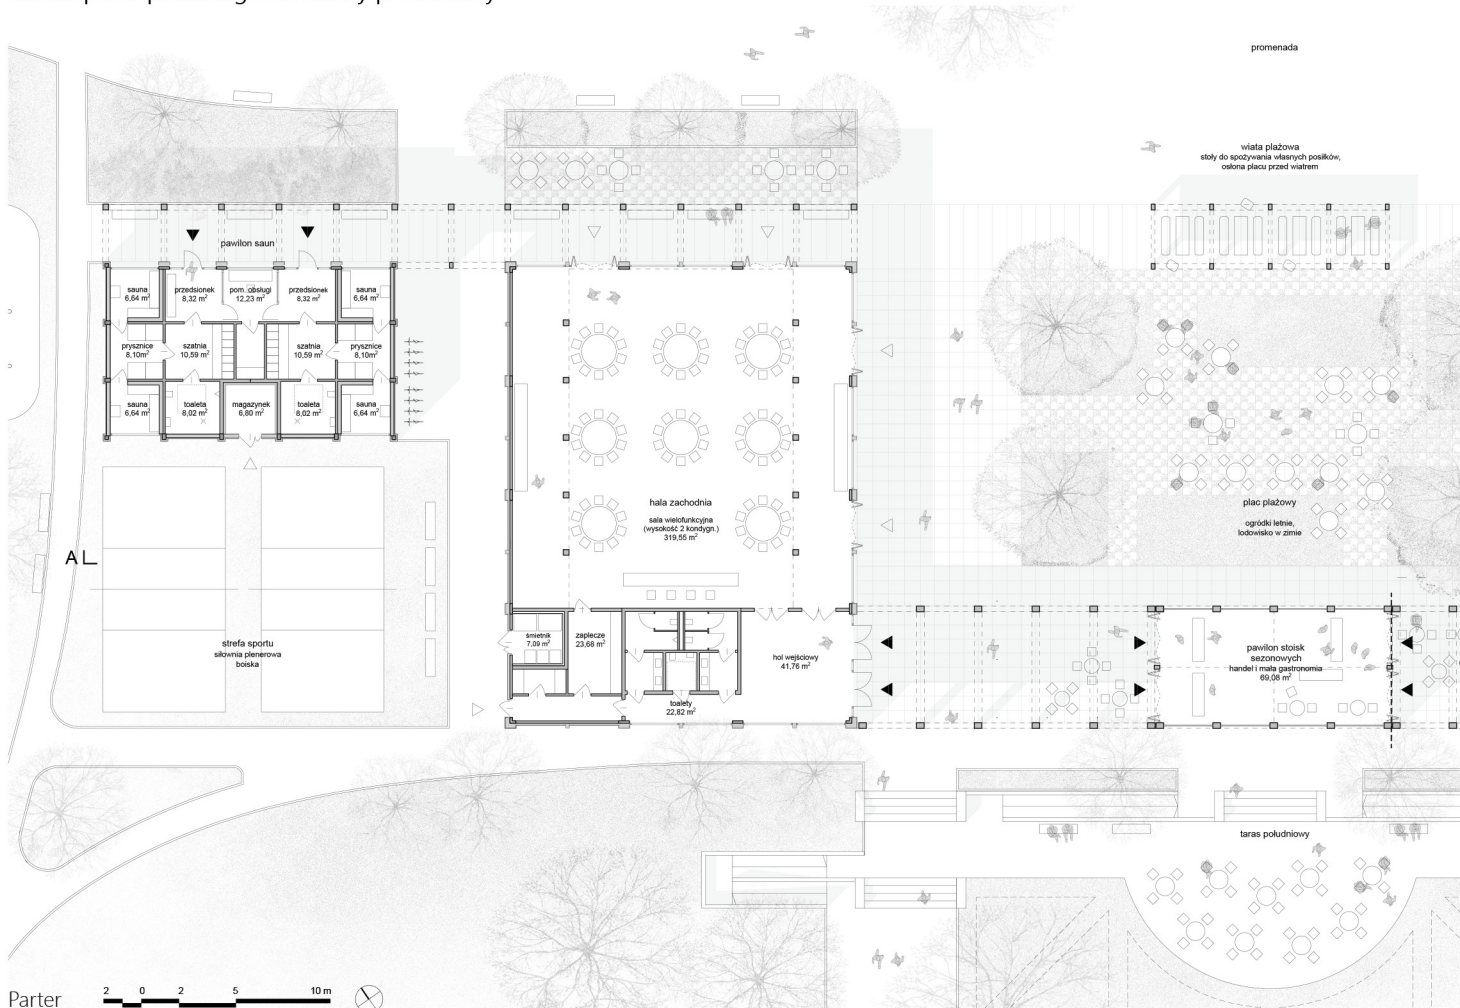 promenada
wiata plażowa
stoły do spożywania własnych posiłków,
osłona placu przed wiatrem
pawilon saun
sauna
6,64 m²
przedsionek
8,32 m²
pom. obsługi
12,23 m²
przedsionek
8,32 m²
sauna
6,64 m²
prysznice
8,10m²
szatnia
10,59 m²
szatnia
10,59 m²
prysznice
8,10m²
sauna
6,64 m²
toaleta
8,02 m²
magazynek
6,80 m²
toaleta
8,02 m²
sauna
6,64 m²
hala zachodnia
sala wielofunkcyjna
(wysokość 2 kondygn.)
319,55 m²
plac plażowy
ogródki letnie,
lodowisko w zimie
A
strefa sportu
siłownia plenerowa
boiska
śmietnik
7,09 m²
zaplecze
23,68 m²
hol wejściowy
41,76 m²
toalety
22,82 m²
pawilon stoisk
sezonowych
handel i mała gastronomia
69,08 m²
taras południowy
Parter
2 0 2 5 10 m